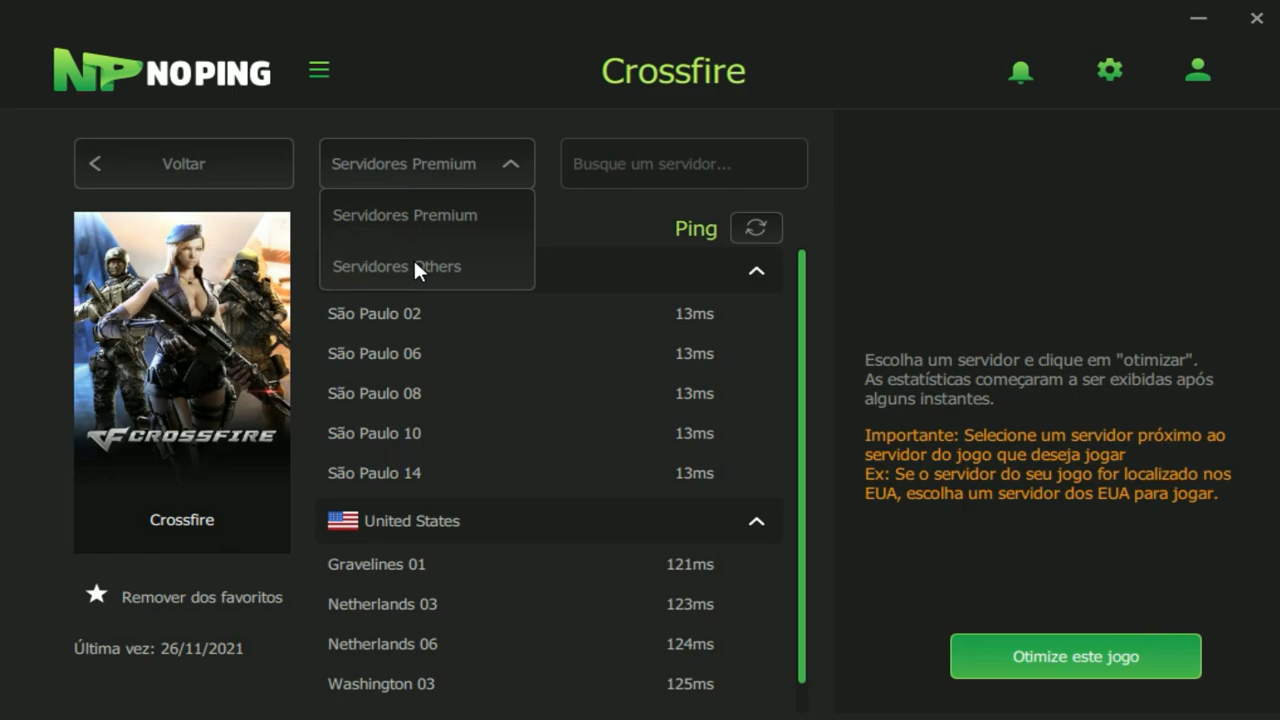 NP NOPING
Crossfire
Voltar
Servidores Premium
Busque um servidor...
Servidores Premium
Servidores Others
Ping
São Paulo 02 13ms
São Paulo 06 13ms
São Paulo 08 13ms
São Paulo 10 13ms
São Paulo 14 13ms
United States
Gravelines 01 121ms
Netherlands 03 123ms
Netherlands 06 124ms
Washington 03 125ms
CF CROSSFIRE
Crossfire
Remover dos favoritos
Última vez: 26/11/2021
Escolha um servidor e clique em "otimizar".
As estatísticas começaram a ser exibidas após
alguns instantes.
Importante: Selecione um servidor próximo ao
servidor do jogo que deseja jogar
Ex: Se o servidor do seu jogo for localizado nos
EUA, escolha um servidor dos EUA para jogar.
Otimize este jogo